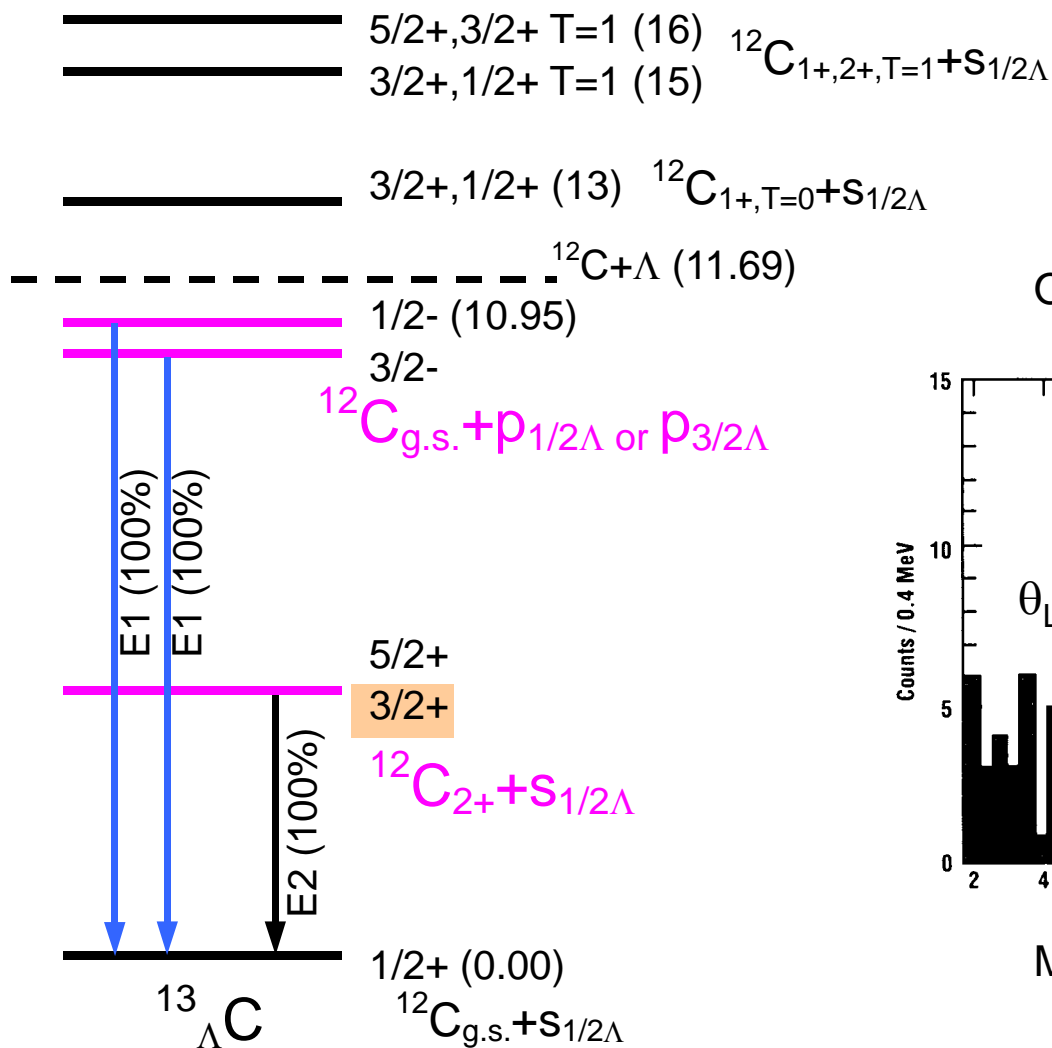 5/2+,3/2+ T=1 (16)
¹²C1+,2+,T=1+s1/2Λ
3/2+,1/2+ T=1 (15)
3/2+,1/2+ (13)
¹²C1+,T=0+s1/2Λ
¹²C+Λ (11.69)
1/2- (10.95)
3/2-
¹²Cg.s.+p1/2Λ or p3/2Λ
E1 (100%)
E1 (100%)
5/2+
3/2+
¹²C2++s1/2Λ
E2 (100%)
1/2+ (0.00)
¹²Cg.s.+s1/2Λ
¹³ΛC
15
10
5
0
Counts / 0.4 MeV
θL
2
4